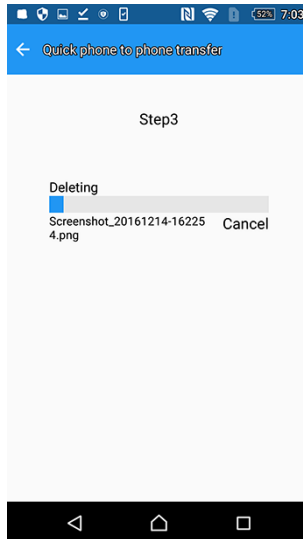 52% 7:03
Quick phone to phone transfer
Step3
Deleting
Screenshot_20161214-16225
4.png
Cancel